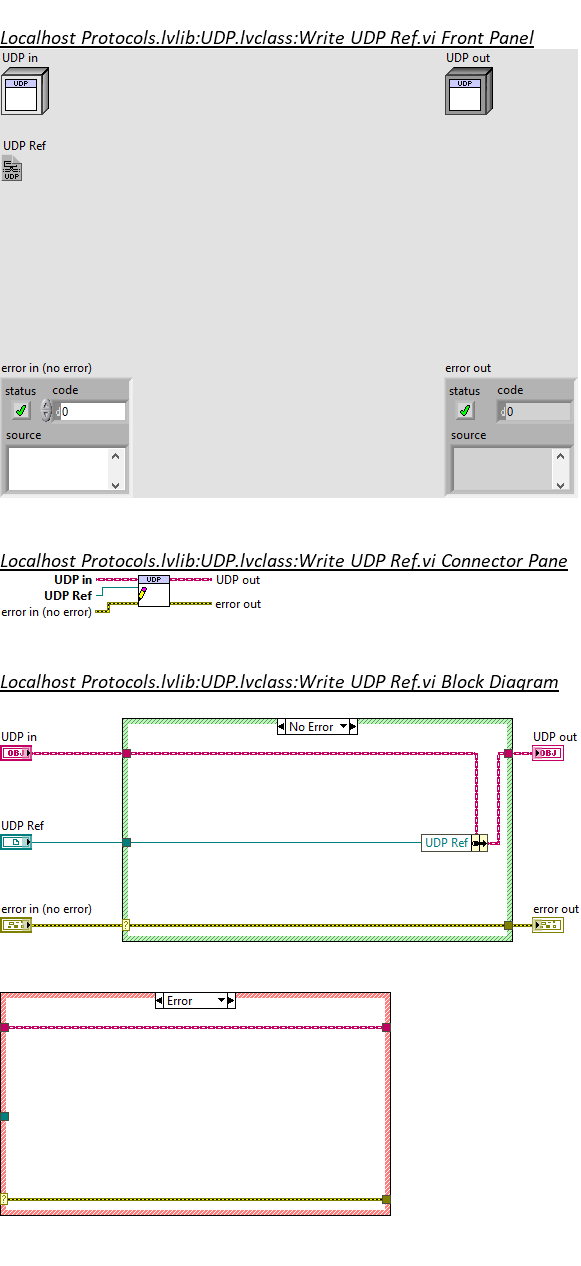 Localhost Protocols.lvlib:UDP.lvclass:Write UDP Ref.vi Front Panel
UDP in
UDP out
UDP
UDP
UDP Ref
UDP
error in (no error)
error out
status code
status code
d 0
d 0
source
source
Localhost Protocols.lvlib:UDP.lvclass:Write UDP Ref.vi Connector Pane
UDP in
UDP
UDP out
UDP Ref
error in (no error)
error out
Localhost Protocols.lvlib:UDP.lvclass:Write UDP Ref.vi Block Diagram
No Error
UDP in
UDP out
OBJ
OBJ
UDP Ref
UDP Ref
error in (no error)
error out
?
Error
?